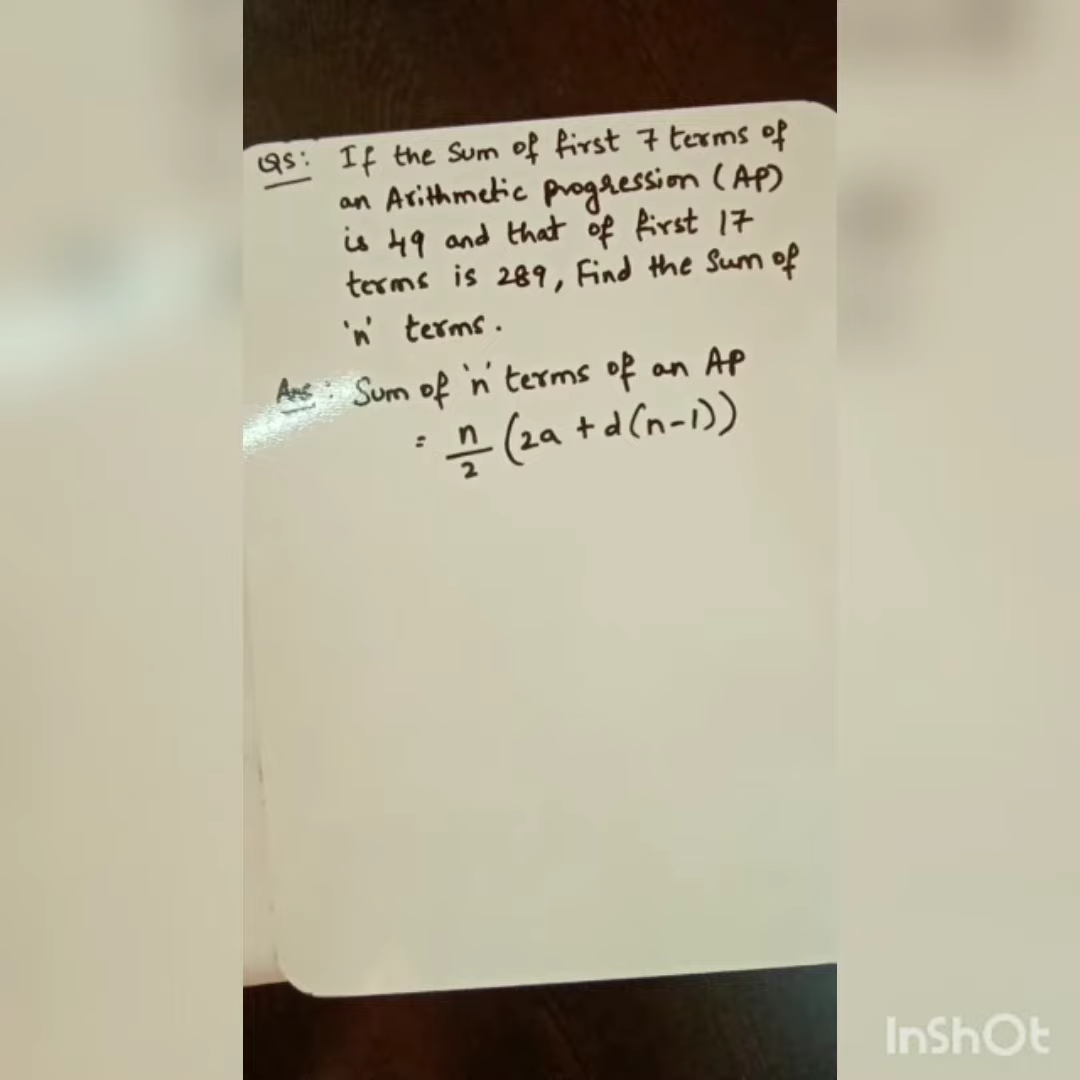 Qs: If the Sum of first 7 terms of
an Arithmetic progression (AP)
is 49 and that of first 17
terms is 289, Find the Sum of
'n' terms.
Ans: Sum of 'n' terms of an AP
= n/2 (2a + d(n-1))
InShOt